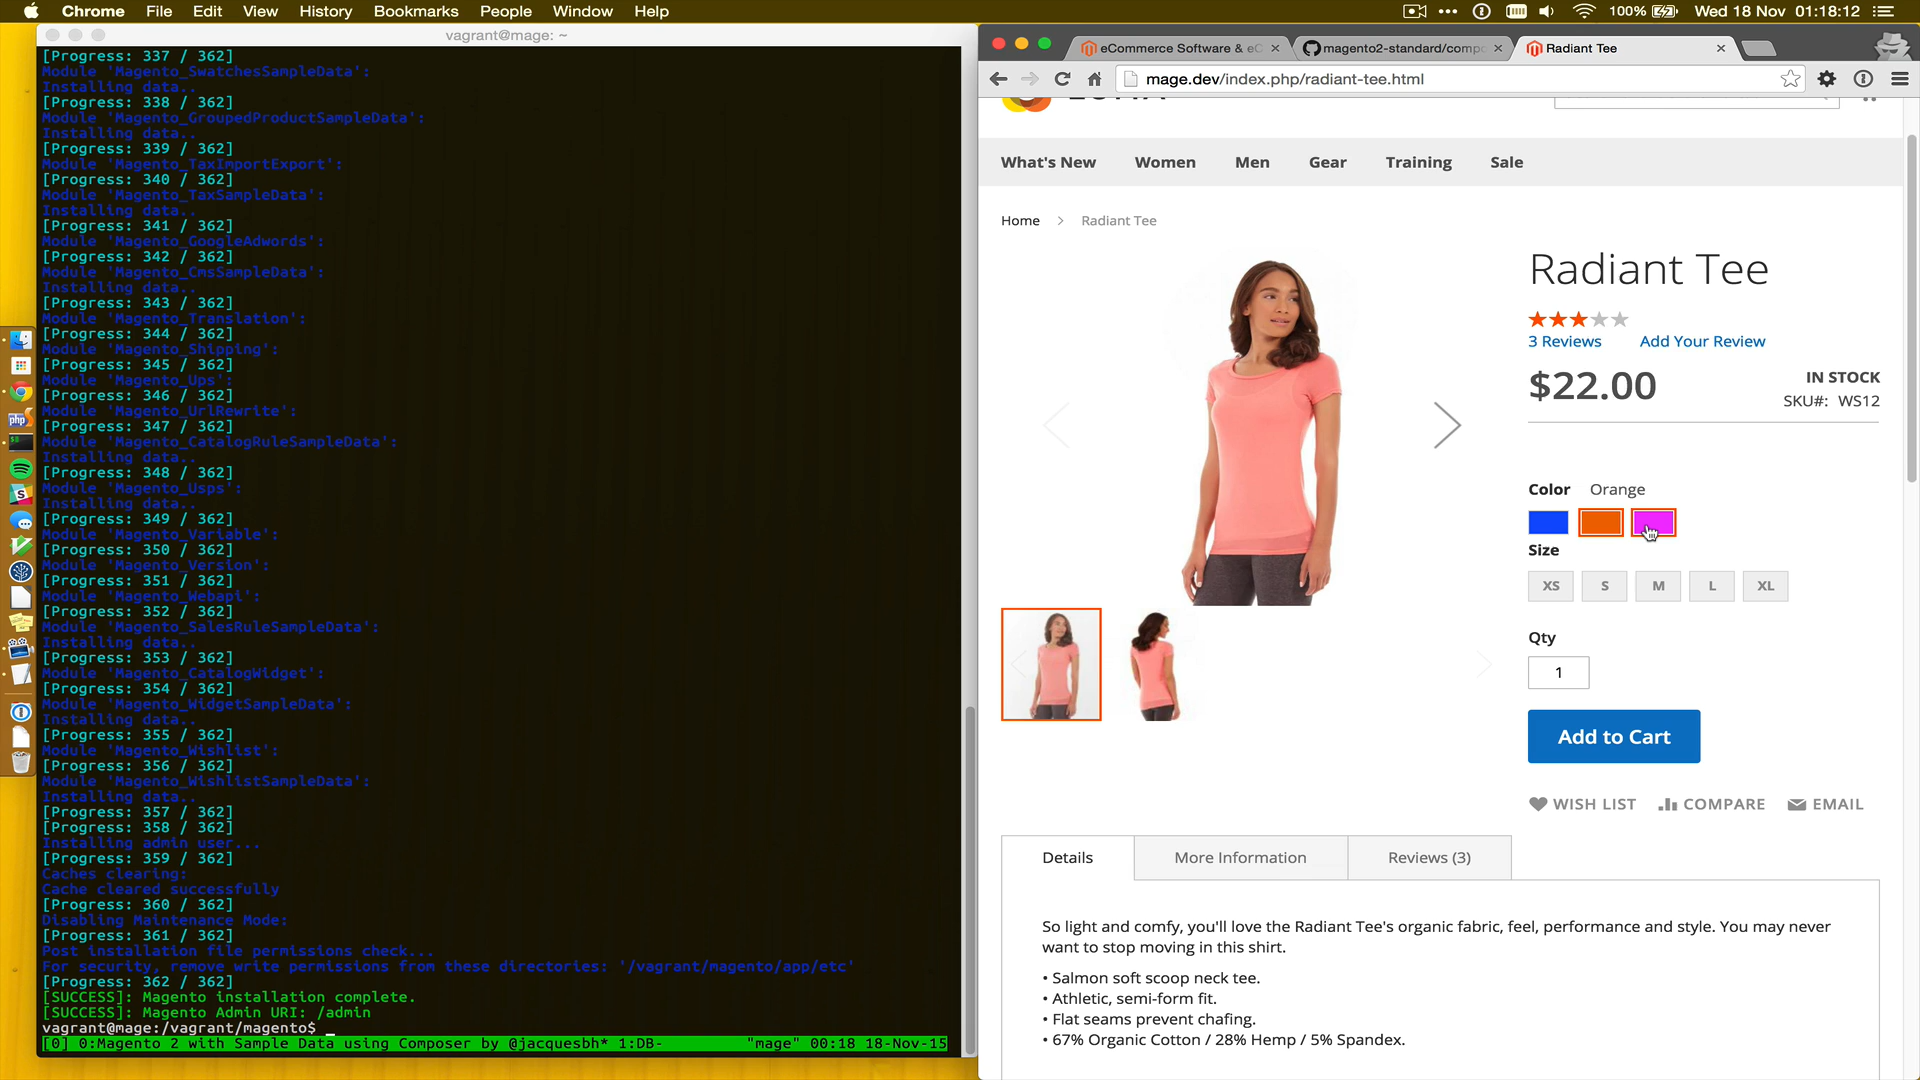 Chrome File Edit View History Bookmarks People Window Help
100% Wed 18 Nov 01:18:12
vagrant@mage: ~
[Progress: 337 / 362]
Module 'Magento_SwatchesSampleData':
Installing data..
[Progress: 338 / 362]
Module 'Magento_GroupedProductSampleData':
Installing data..
[Progress: 339 / 362]
Module 'Magento_TaxImportExport':
[Progress: 340 / 362]
Module 'Magento_TaxSampleData':
Installing data..
[Progress: 341 / 362]
Module 'Magento_GoogleAdwords':
[Progress: 342 / 362]
Module 'Magento_CmsSampleData':
Installing data..
[Progress: 343 / 362]
Module 'Magento_Translation':
[Progress: 344 / 362]
Module 'Magento_Shipping':
[Progress: 345 / 362]
Module 'Magento_Ups':
[Progress: 346 / 362]
Module 'Magento_UrlRewrite':
[Progress: 347 / 362]
Module 'Magento_CatalogRuleSampleData':
Installing data..
[Progress: 348 / 362]
Module 'Magento_Usps':
Installing data..
[Progress: 349 / 362]
Module 'Magento_Variable':
[Progress: 350 / 362]
Module 'Magento_Version':
[Progress: 351 / 362]
Module 'Magento_Webapi':
[Progress: 352 / 362]
Module 'Magento_SalesRuleSampleData':
Installing data..
[Progress: 353 / 362]
Module 'Magento_CatalogWidget':
[Progress: 354 / 362]
Module 'Magento_WidgetSampleData':
Installing data..
[Progress: 355 / 362]
Module 'Magento_Wishlist':
[Progress: 356 / 362]
Module 'Magento_WishlistSampleData':
Installing data..
[Progress: 357 / 362]
[Progress: 358 / 362]
Installing admin user...
[Progress: 359 / 362]
Caches clearing:
Cache cleared successfully
[Progress: 360 / 362]
Disabling Maintenance Mode:
[Progress: 361 / 362]
Post installation file permissions check...
For security, remove write permissions from these directories: '/vagrant/magento/app/etc'
[Progress: 362 / 362]
[SUCCESS]: Magento installation complete.
[SUCCESS]: Magento Admin URI: /admin
vagrant@mage:/vagrant/magento$ _
[0] 0:Magento 2 with Sample Data using Composer by @jacquesbh* 1:DB- "mage" 00:18 18-Nov-15
eCommerce Software & eC
magento2-standard/comp
Radiant Tee
mage.dev/index.php/radiant-tee.html
What's New Women Men Gear Training Sale
Home > Radiant Tee
Radiant Tee
3 Reviews Add Your Review
$22.00
IN STOCK
SKU#: WS12
Color Orange
Size
XS S M L XL
Qty
1
Add to Cart
WISH LIST COMPARE EMAIL
Details More Information Reviews (3)
So light and comfy, you'll love the Radiant Tee's organic fabric, feel, performance and style. You may never
want to stop moving in this shirt.
• Salmon soft scoop neck tee.
• Athletic, semi-form fit.
• Flat seams prevent chafing.
• 67% Organic Cotton / 28% Hemp / 5% Spandex.